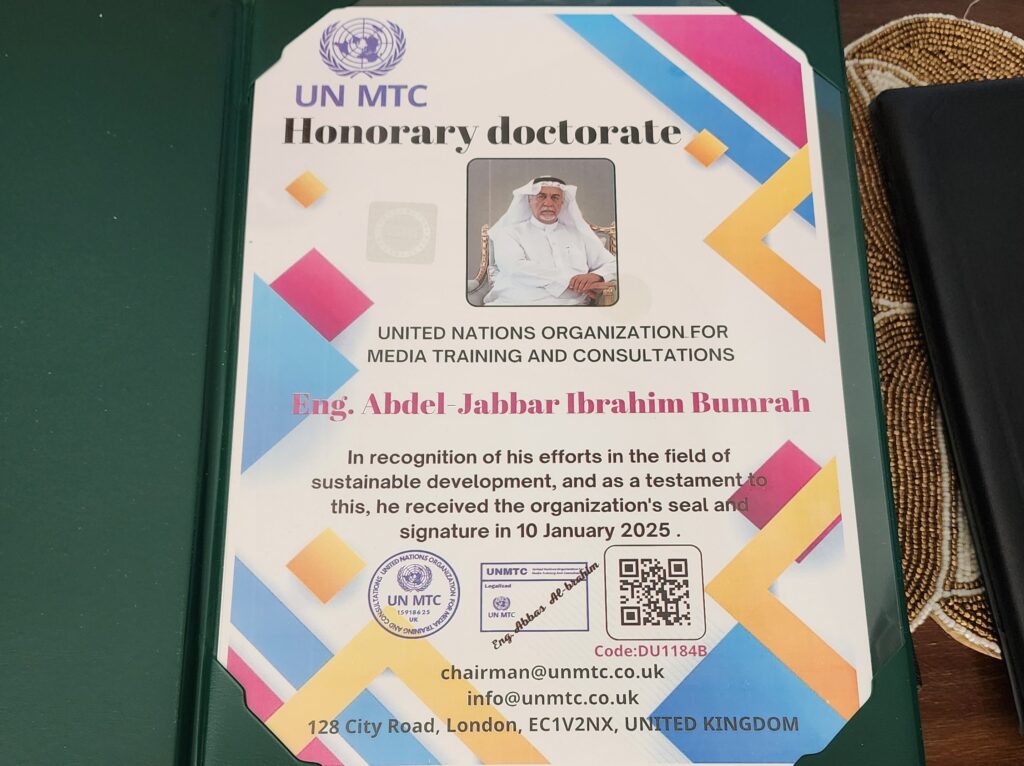 UN MTC
Honorary doctorate
UNITED NATIONS ORGANIZATION FOR
MEDIA TRAINING AND CONSULTATIONS
Eng. Abdel-Jabbar Ibrahim Bumrah
In recognition of his efforts in the field of
sustainable development, and as a testament to
this, he received the organization's seal and
signature in 10 January 2025 .
UNITED NATIONS ORGANIZATION FOR MEDIA TRAINING AND CONSULTATIONS
UN MTC
15918625
UK
UNMTC
United Nations Organization
Legalized
UN MTC
Eng. Abbas Al-brahim
Code:DU1184B
chairman@unmtc.co.uk
info@unmtc.co.uk
128 City Road, London, EC1V2NX, UNITED KINGDOM